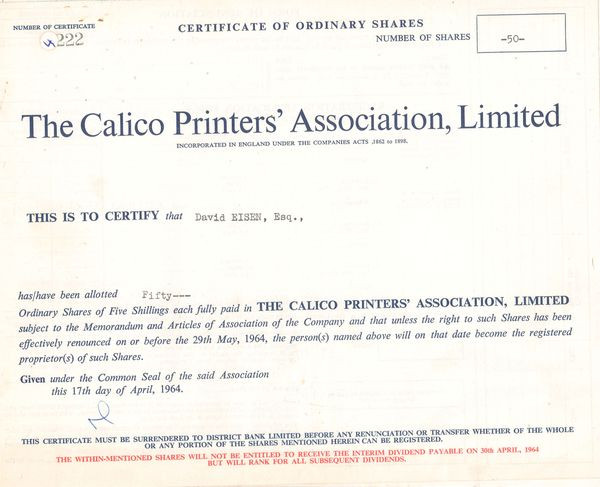 NUMBER OF CERTIFICATE
222
CERTIFICATE OF ORDINARY SHARES
NUMBER OF SHARES
-50-
The Calico Printers' Association, Limited
INCORPORATED IN ENGLAND UNDER THE COMPANIES ACTS 1862 to 1898.
THIS IS TO CERTIFY that David EISEN, Esq.,
has/have been allotted Fifty---
Ordinary Shares of Five Shillings each fully paid in THE CALICO PRINTERS' ASSOCIATION, LIMITED
subject to the Memorandum and Articles of Association of the Company and that unless the right to such Shares has been
effectively renounced on or before the 29th May, 1964, the person(s) named above will on that date become the registered
proprietor(s) of such Shares.
Given under the Common Seal of the said Association
this 17th day of April, 1964.
THIS CERTIFICATE MUST BE SURRENDERED TO DISTRICT BANK LIMITED BEFORE ANY RENUNCIATION OR TRANSFER WHETHER OF THE WHOLE
OR ANY PORTION OF THE SHARES MENTIONED HEREIN CAN BE REGISTERED.
THE WITHIN-MENTIONED SHARES WILL NOT BE ENTITLED TO RECEIVE THE INTERIM DIVIDEND PAYABLE ON 30th APRIL, 1964
BUT WILL RANK FOR ALL SUBSEQUENT DIVIDENDS.